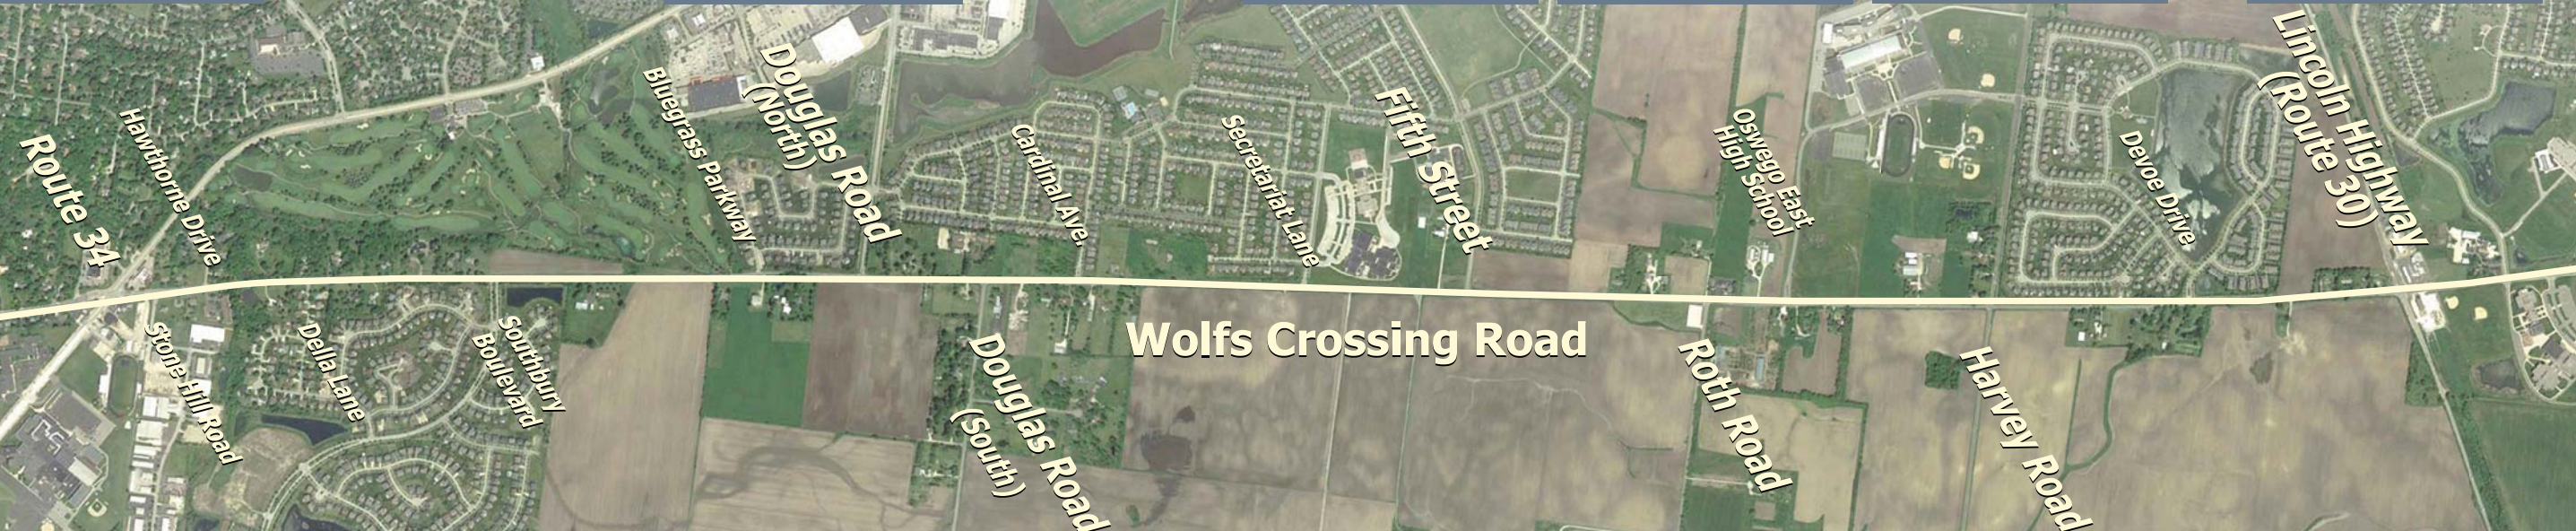 Route 34
Hawthorne Drive
Bluegrass Parkway
Douglas Road
(North)
Cardinal Ave.
Secretariat Lane
Fifth Street
Oswego East
High School
Devoe Drive
Lincoln Highway
(Route 30)
Wolfs Crossing Road
Stone Hill Road
Della Lane
Southbury
Boulevard
Douglas Road
(South)
Roth Road
Harvey Road